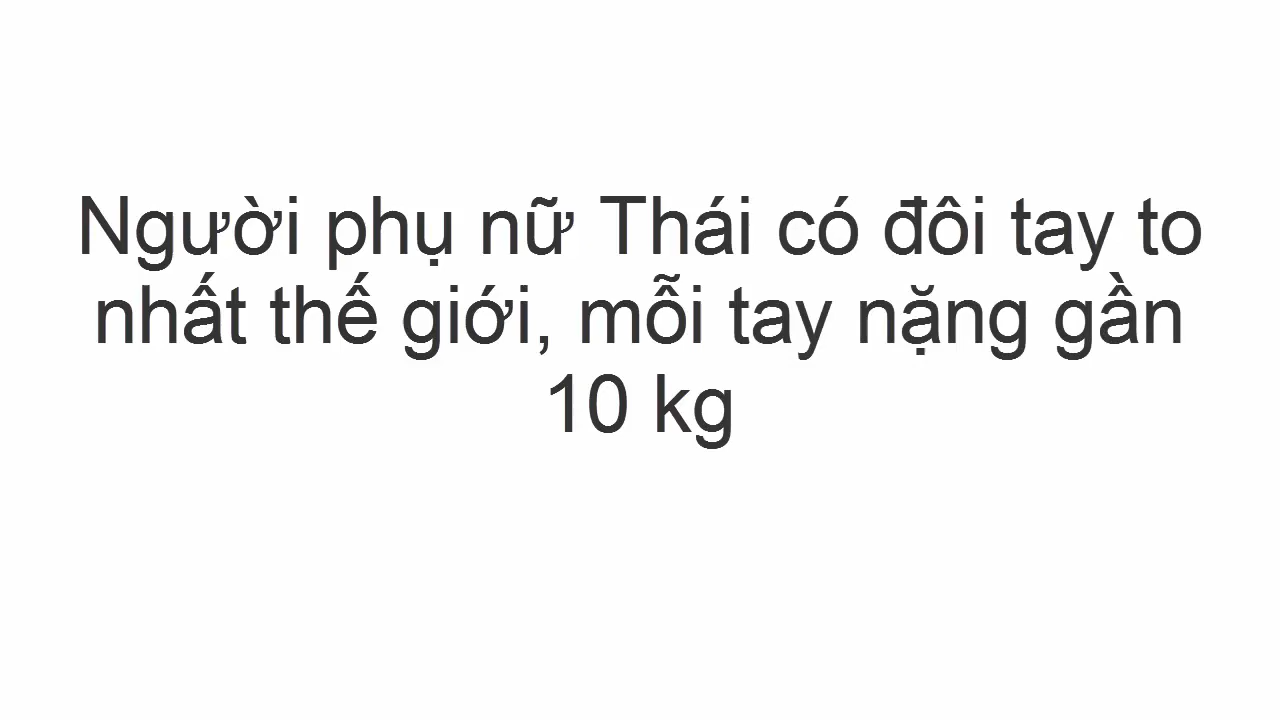 Người phụ nữ Thái có đôi tay to
nhất thế giới, mỗi tay nặng gần
10 kg